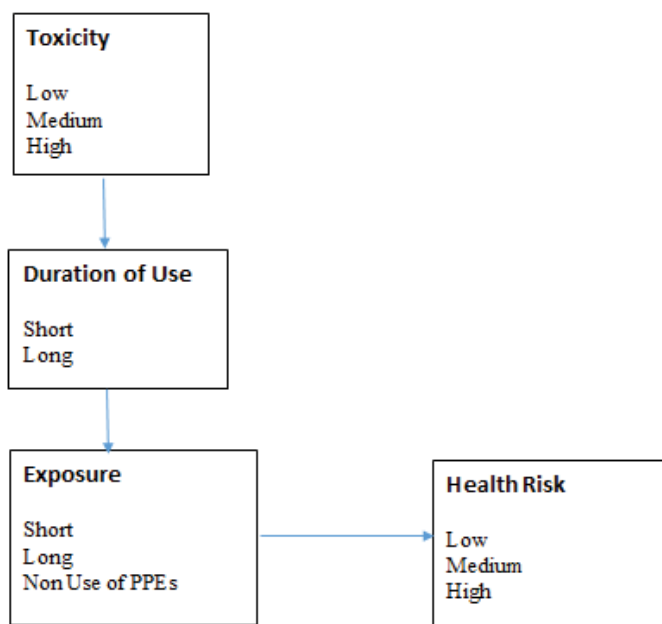 Toxicity
Low
Medium
High
Duration of Use
Short
Long
Exposure
Short
Long
Non Use of PPEs
Health Risk
Low
Medium
High